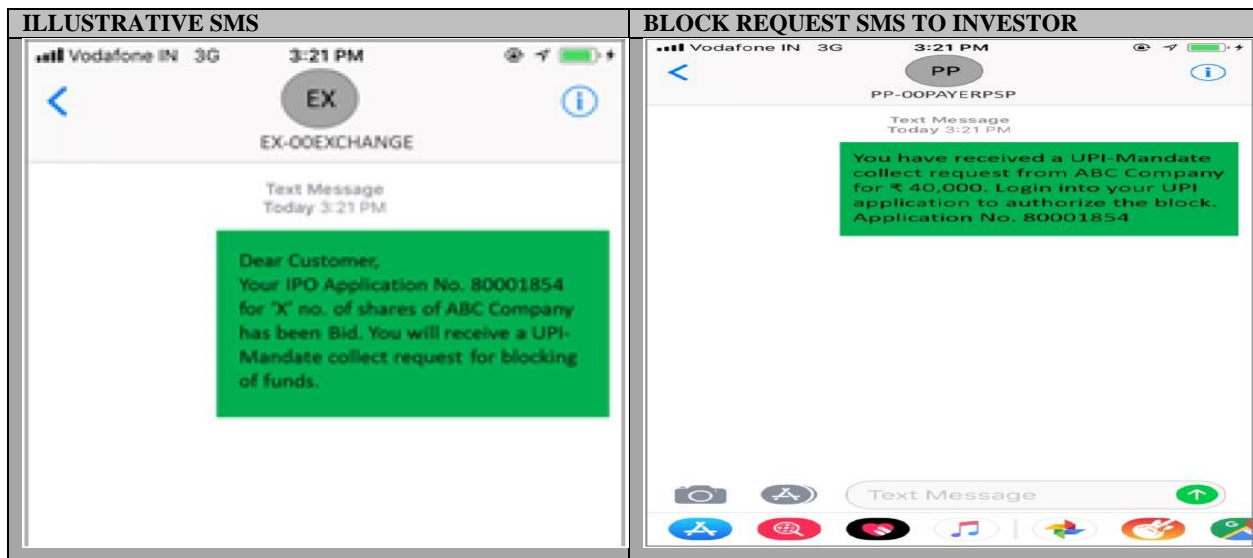 ILLUSTRATIVE SMS
Vodafone IN 3G 3:21 PM
EX
EX-00EXCHANGE
Text Message
Today 3:21 PM
Dear Customer,
Your IPO Application No. 80001854
for 'X' no. of shares of ABC Company
has been Bid. You will receive a UPI-
Mandate collect request for blocking
of funds.
BLOCK REQUEST SMS TO INVESTOR
Vodafone IN 3G 3:21 PM
PP
PP-00PAYERPSP
Text Message
Today 3:21 PM
You have received a UPI-Mandate
collect request from ABC Company
for ₹ 40,000. Login into your UPI
application to authorize the block.
Application No. 80001854
Text Message